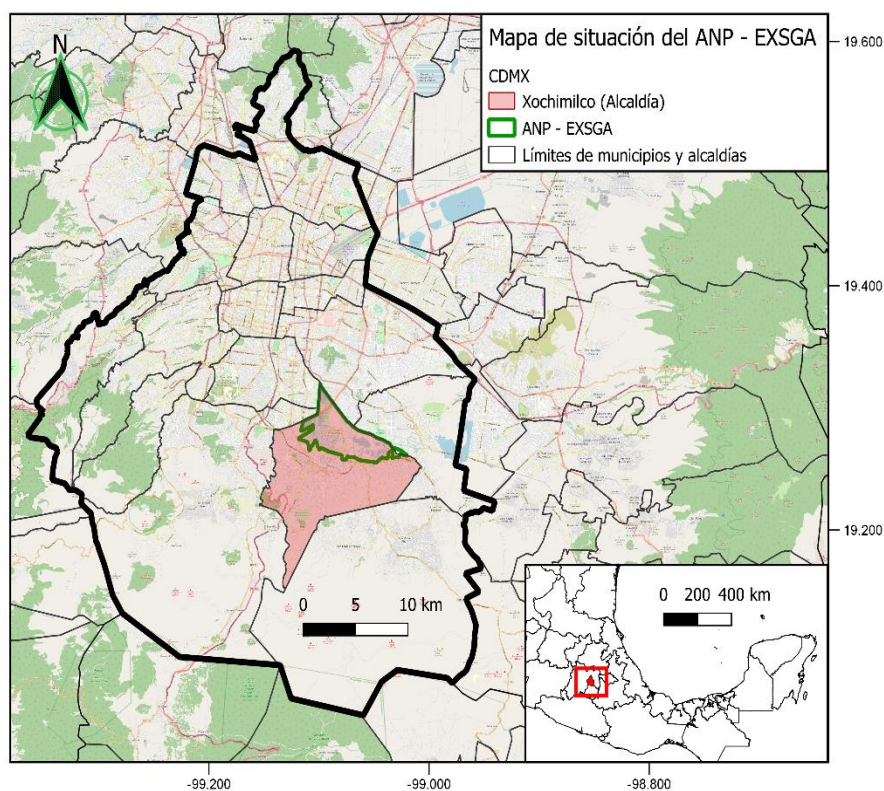 N
Mapa de situación del ANP - EXSGA
CDMX
Xochimilco (Alcaldía)
ANP - EXSGA
Límites de municipios y alcaldías
19.600
19.400
19.200
0 5 10 km
0 200 400 km
-99.200 -99.000 -98.800